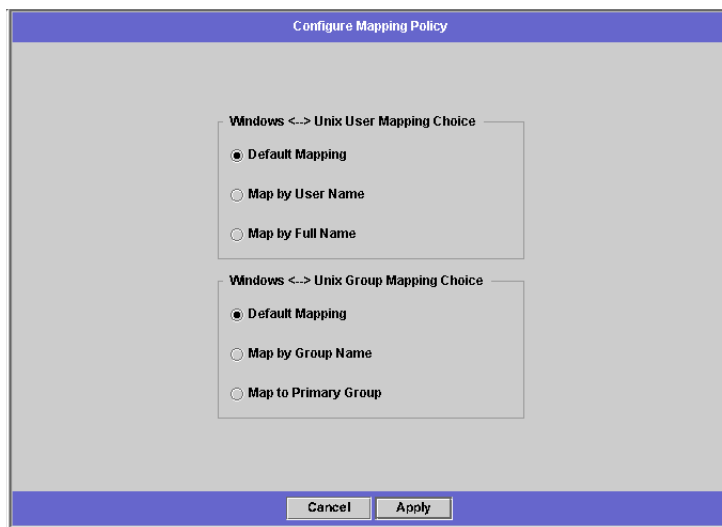 Configure Mapping Policy
Windows <--> Unix User Mapping Choice
Default Mapping
Map by User Name
Map by Full Name
Windows <--> Unix Group Mapping Choice
Default Mapping
Map by Group Name
Map to Primary Group
Cancel Apply